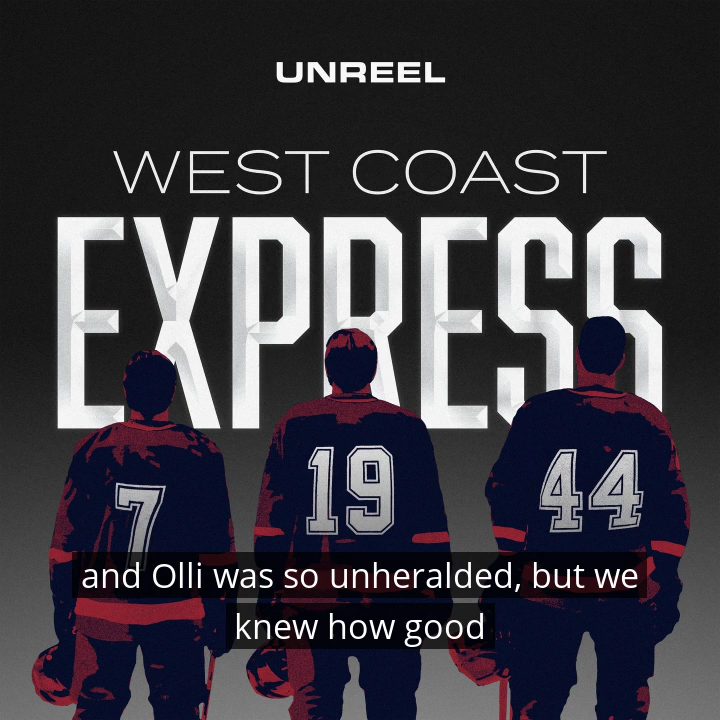 UNREEL
WEST COAST
EXPRESS
7
19
44
and Olli was so unheralded, but we
knew how good